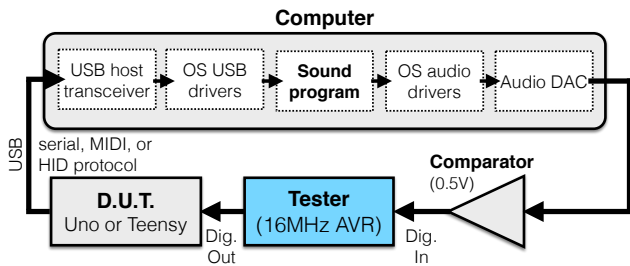 Computer
USB host
transceiver
OS USB
drivers
Sound
program
OS audio
drivers
Audio DAC
USB
serial, MIDI, or
HID protocol
Comparator
(0.5V)
D.U.T.
Uno or Teensy
Dig.
Out
Tester
(16MHz AVR)
Dig.
In